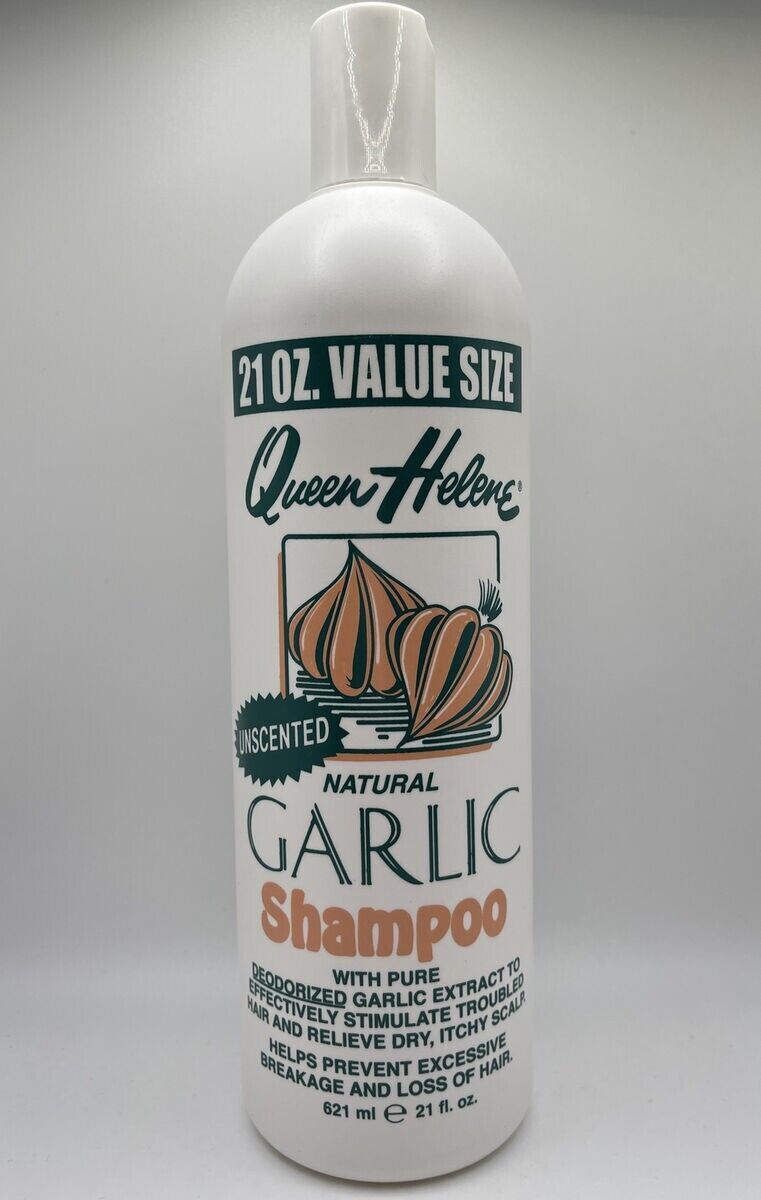 21 OZ. VALUE SIZE
Queen Helene®
UNSCENTED
NATURAL
GARLIC
Shampoo
WITH PURE
DEODORIZED GARLIC EXTRACT TO
EFFECTIVELY STIMULATE TROUBLED
HAIR AND RELIEVE DRY, ITCHY SCALP.
HELPS PREVENT EXCESSIVE
BREAKAGE AND LOSS OF HAIR.
621 ml ℮ 21 fl. oz.